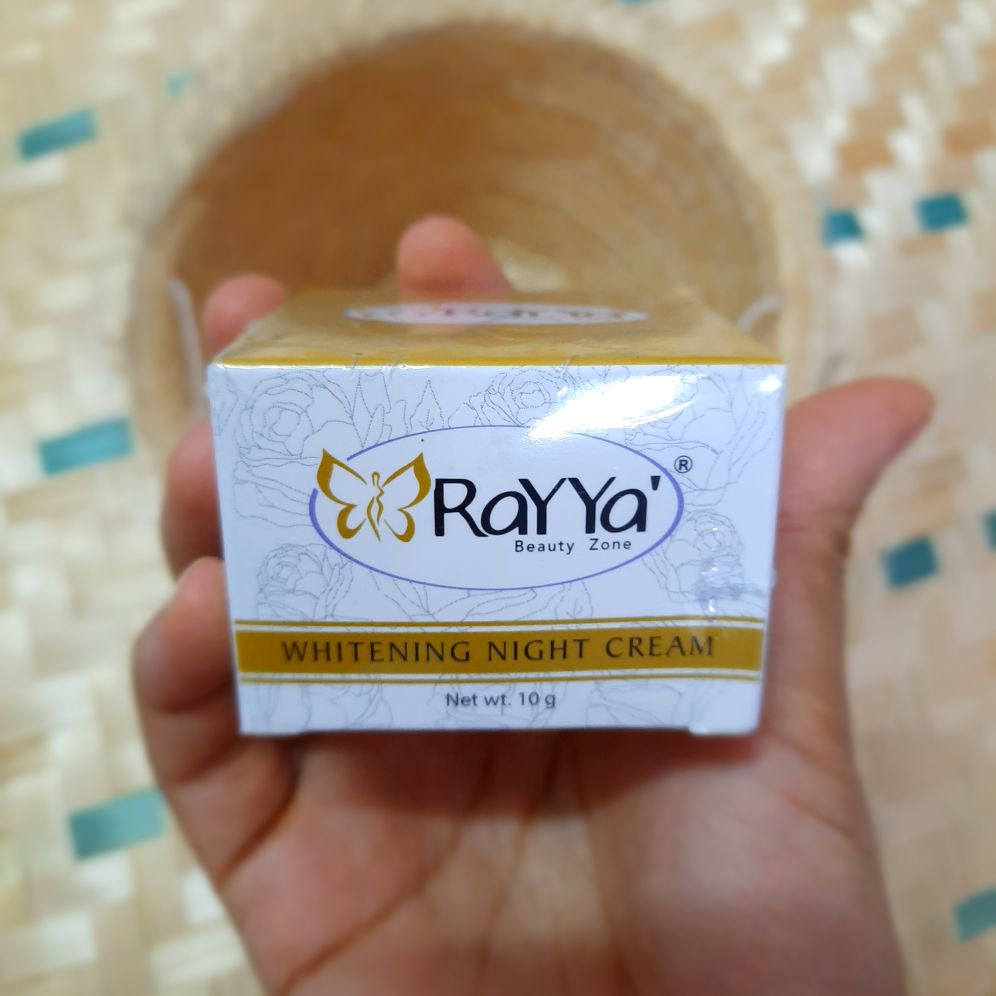 RaYYa' ®
Beauty Zone
WHITENING NIGHT CREAM
Net wt. 10 g